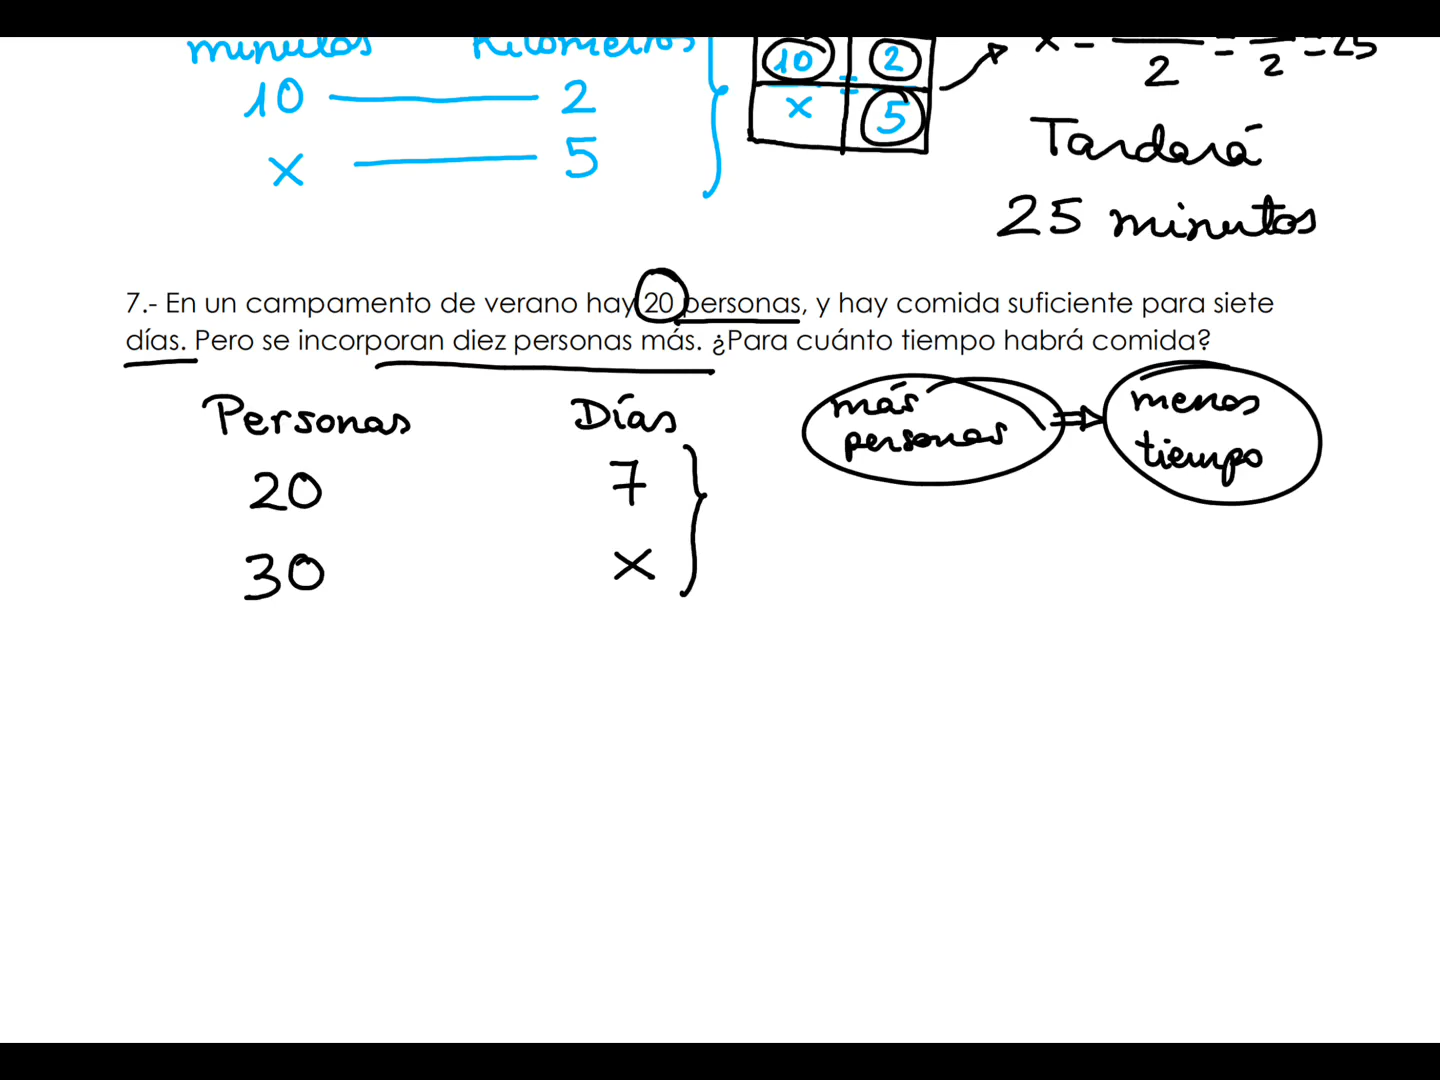 minutos kilómetros
10 2
x 5
10 2
=
x 5
x = — = — = 25
2 2
Tardará
25 minutos
7.- En un campamento de verano hay 20 personas, y hay comida suficiente para siete
días. Pero se incorporan diez personas más. ¿Para cuánto tiempo habrá comida?
Personas Días
20 7
30 x
más
personas
⇒
menos
tiempo